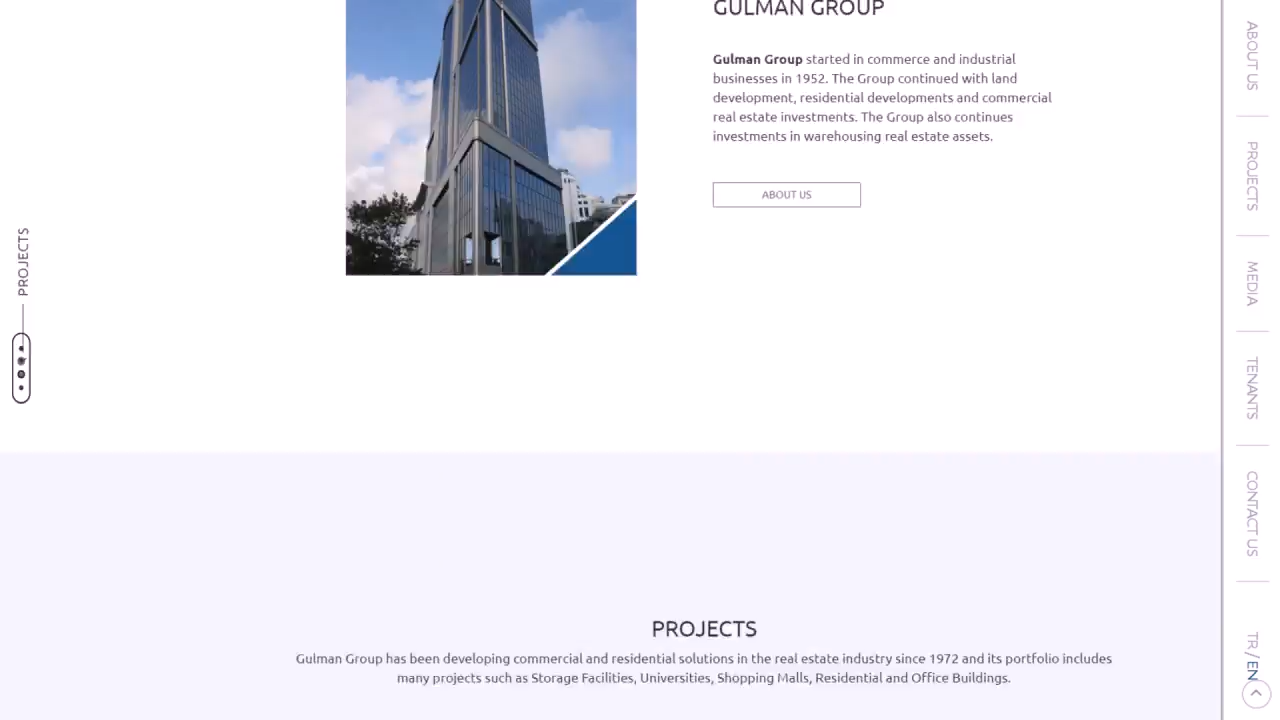 GULMAN GROUP
Gulman Group started in commerce and industrial
businesses in 1952. The Group continued with land
development, residential developments and commercial
real estate investments. The Group also continues
investments in warehousing real estate assets.
ABOUT US
PROJECTS
PROJECTS
Gulman Group has been developing commercial and residential solutions in the real estate industry since 1972 and its portfolio includes
many projects such as Storage Facilities, Universities, Shopping Malls, Residential and Office Buildings.
ABOUT US
PROJECTS
MEDIA
TENANTS
CONTACT US
TR / EN